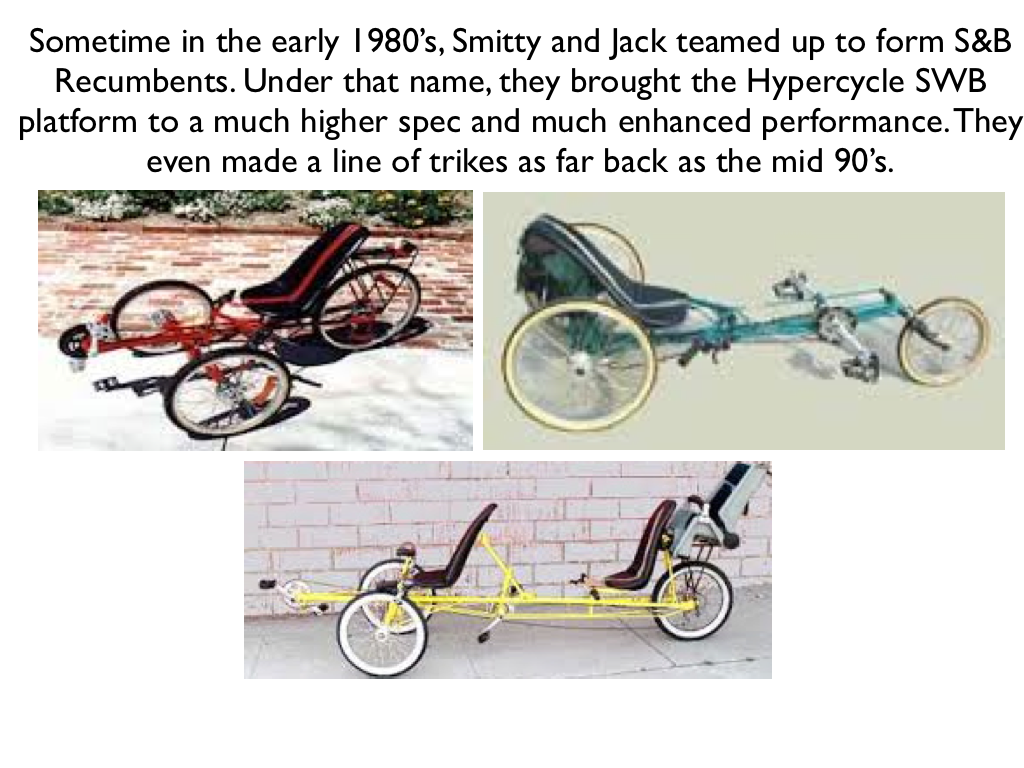 Sometime in the early 1980’s, Smitty and Jack teamed up to form S&B
Recumbents. Under that name, they brought the Hypercycle SWB
platform to a much higher spec and much enhanced performance. They
even made a line of trikes as far back as the mid 90’s.